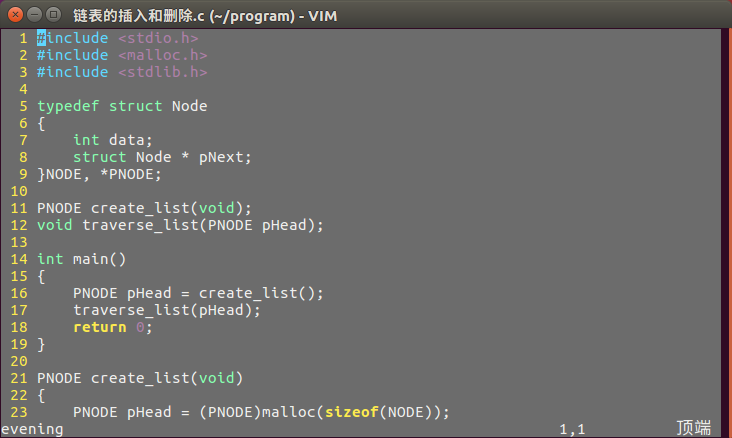 链表的插入和删除.c (~/program) - VIM
1 #include <stdio.h>
2 #include <malloc.h>
3 #include <stdlib.h>
4
5 typedef struct Node
6 {
7     int data;
8     struct Node * pNext;
9 }NODE, *PNODE;
10
11 PNODE create_list(void);
12 void traverse_list(PNODE pHead);
13
14 int main()
15 {
16     PNODE pHead = create_list();
17     traverse_list(pHead);
18     return 0;
19 }
20
21 PNODE create_list(void)
22 {
23     PNODE pHead = (PNODE)malloc(sizeof(NODE));
evening 1,1 顶端